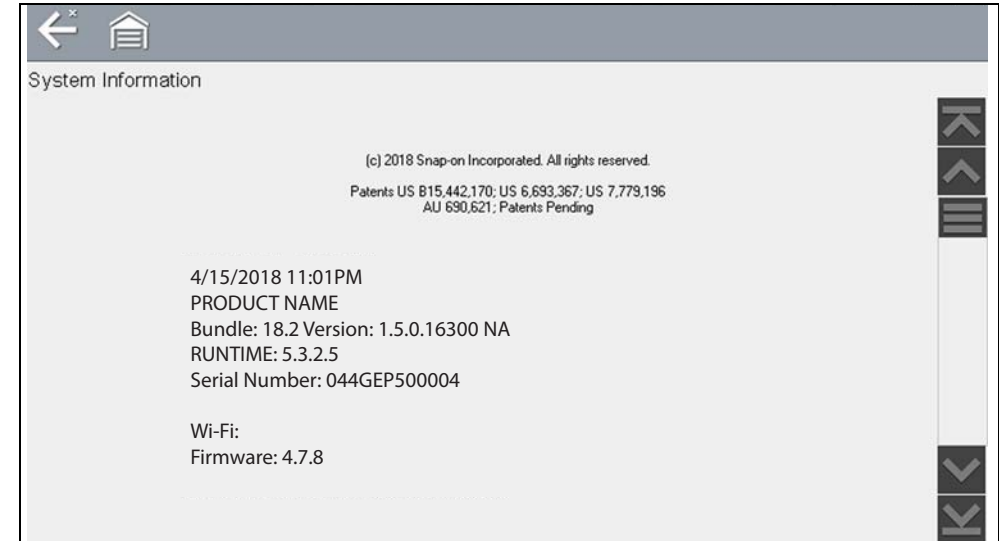 System Information
(c) 2018 Snap-on Incorporated. All rights reserved.
Patents US B15,442,170; US 6,693,367; US 7,779,196
AU 690,621; Patents Pending
4/15/2018 11:01PM
PRODUCT NAME
Bundle: 18.2 Version: 1.5.0.16300 NA
RUNTIME: 5.3.2.5
Serial Number: 044GEP500004
Wi-Fi:
Firmware: 4.7.8